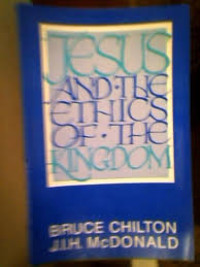 JESUS
AND·THE
ETHICS
OF·THE
KINGDOM
BRUCE CHILTON
J.I.H. McDONALD